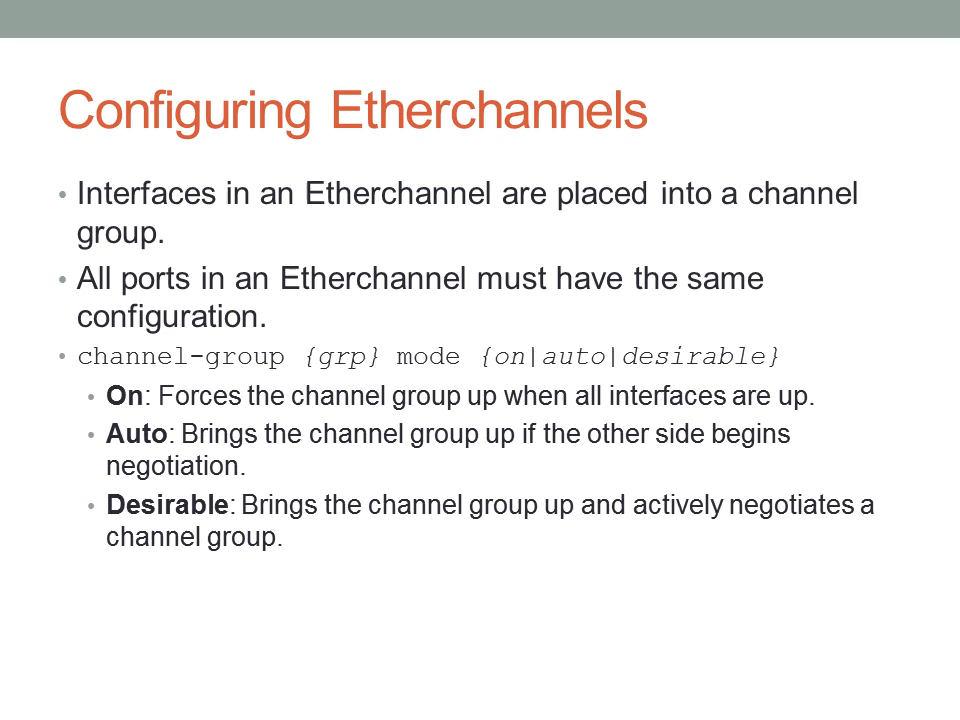 Configuring Etherchannels
• Interfaces in an Etherchannel are placed into a channel
group.
• All ports in an Etherchannel must have the same
configuration.
• channel-group {grp} mode {on|auto|desirable}
• On: Forces the channel group up when all interfaces are up.
• Auto: Brings the channel group up if the other side begins
negotiation.
• Desirable: Brings the channel group up and actively negotiates a
channel group.